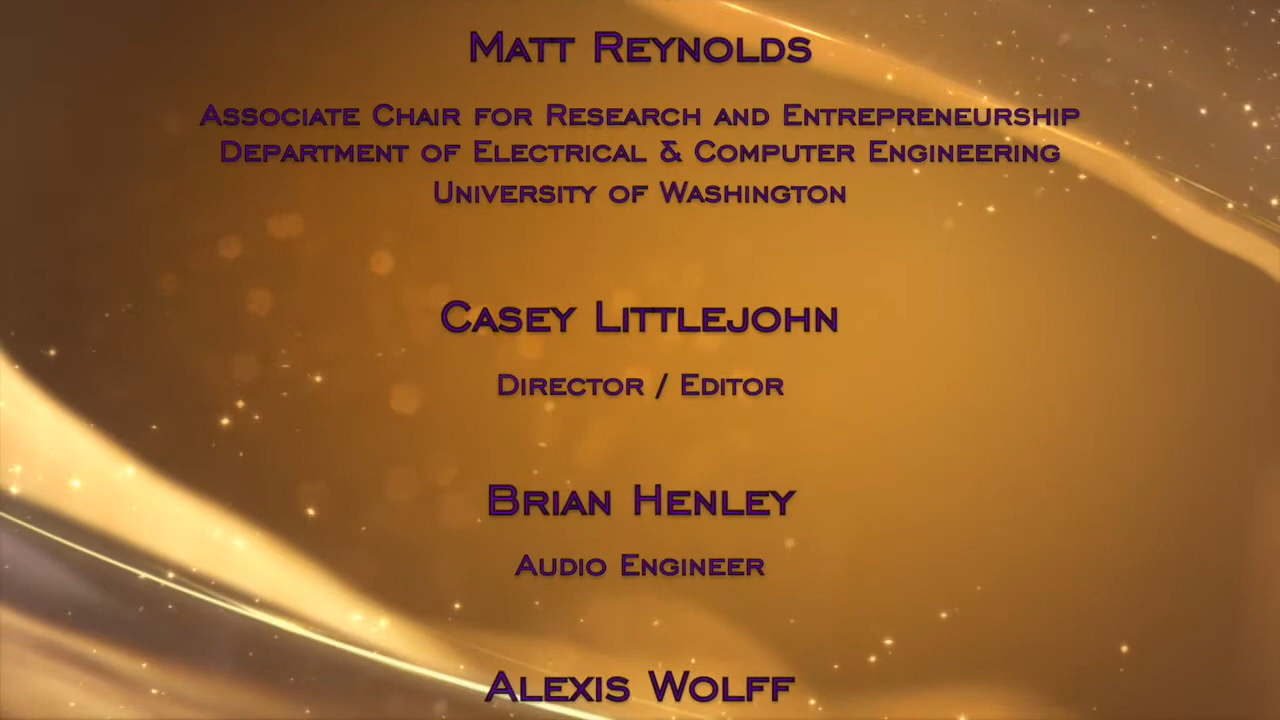 Matt Reynolds
Associate Chair for Research and Entrepreneurship
Department of Electrical & Computer Engineering
University of Washington
Casey Littlejohn
Director / Editor
Brian Henley
Audio Engineer
Alexis Wolff